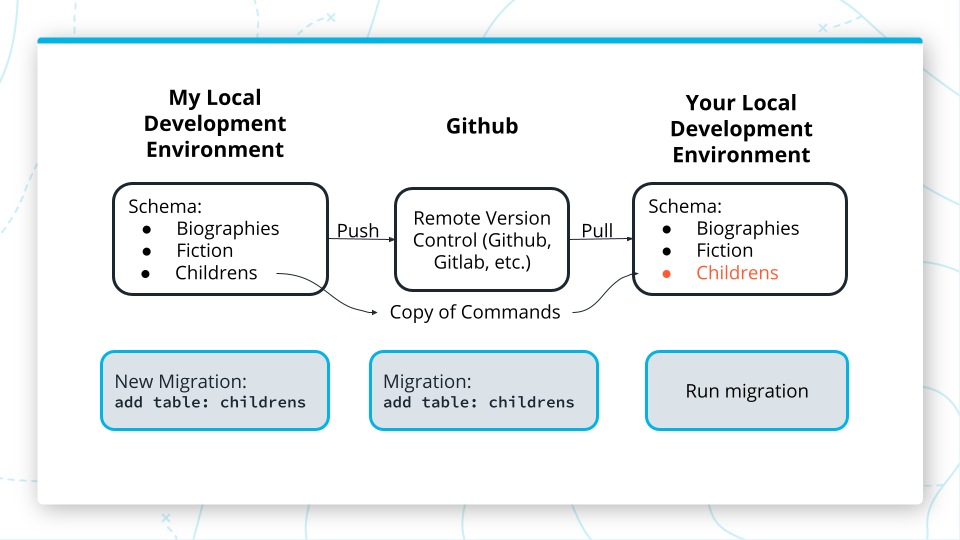 My Local
Development
Environment
Github
Your Local
Development
Environment
Schema:
● Biographies
● Fiction
● Childrens
Push
Remote Version
Control (Github,
Gitlab, etc.)
Pull
Schema:
● Biographies
● Fiction
● Childrens
Copy of Commands
New Migration:
add table: childrens
Migration:
add table: childrens
Run migration